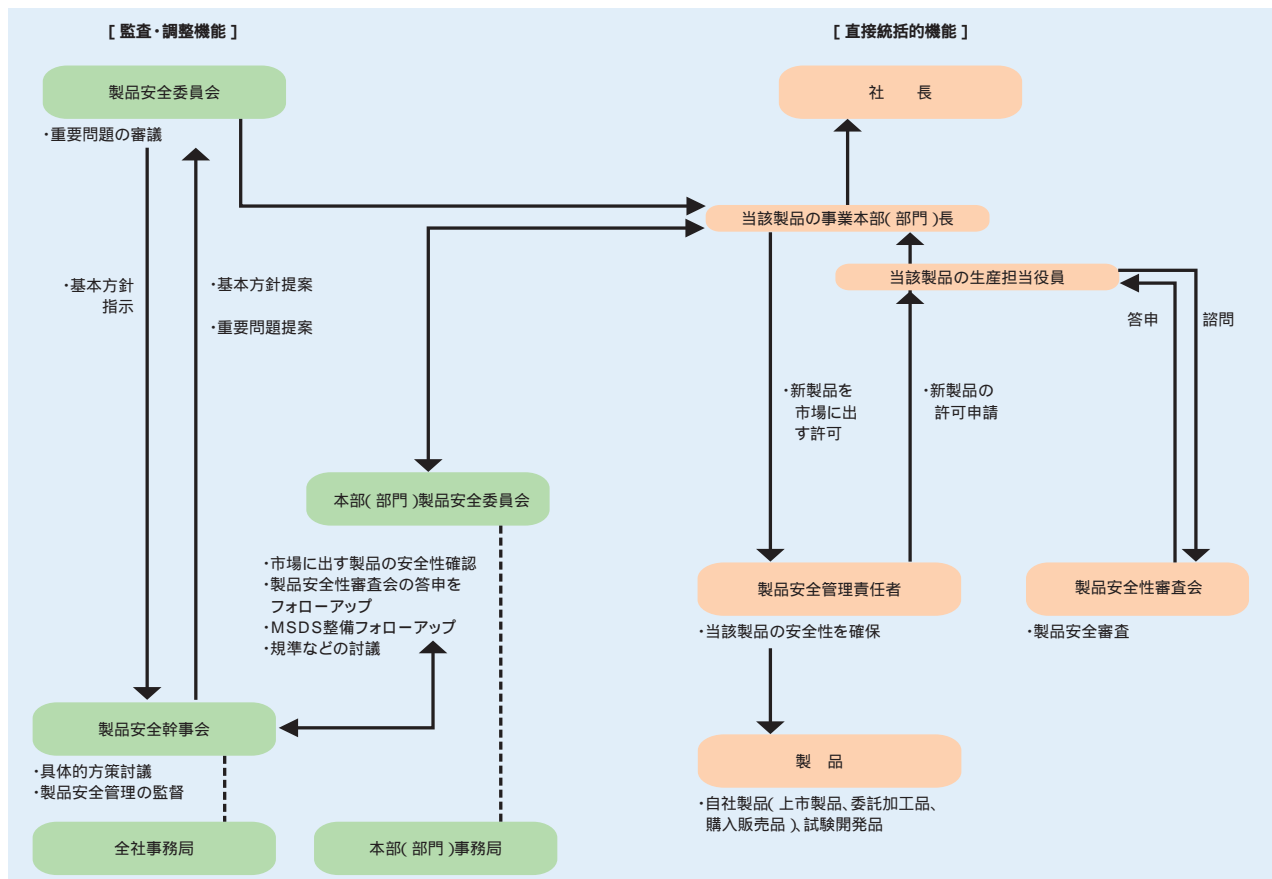 [ 監査・調整機能 ]
製品安全委員会
・重要問題の審議
・基本方針
指示
・基本方針提案
・重要問題提案
本部( 部門 )製品安全委員会
・市場に出す製品の安全性確認
・製品安全性審査会の答申を
フォローアップ
・MSDS整備フォローアップ
・規準などの討議
製品安全幹事会
・具体的方策討議
・製品安全管理の監督
全社事務局
本部( 部門 )事務局
[ 直接統括的機能 ]
社　長
当該製品の事業本部( 部門 )長
当該製品の生産担当役員
答申
諮問
・新製品を
市場に出
す許可
・新製品の
許可申請
製品安全管理責任者
・当該製品の安全性を確保
製品安全性審査会
・製品安全審査
製　品
・自社製品( 上市製品、委託加工品、
購入販売品 )、試験開発品